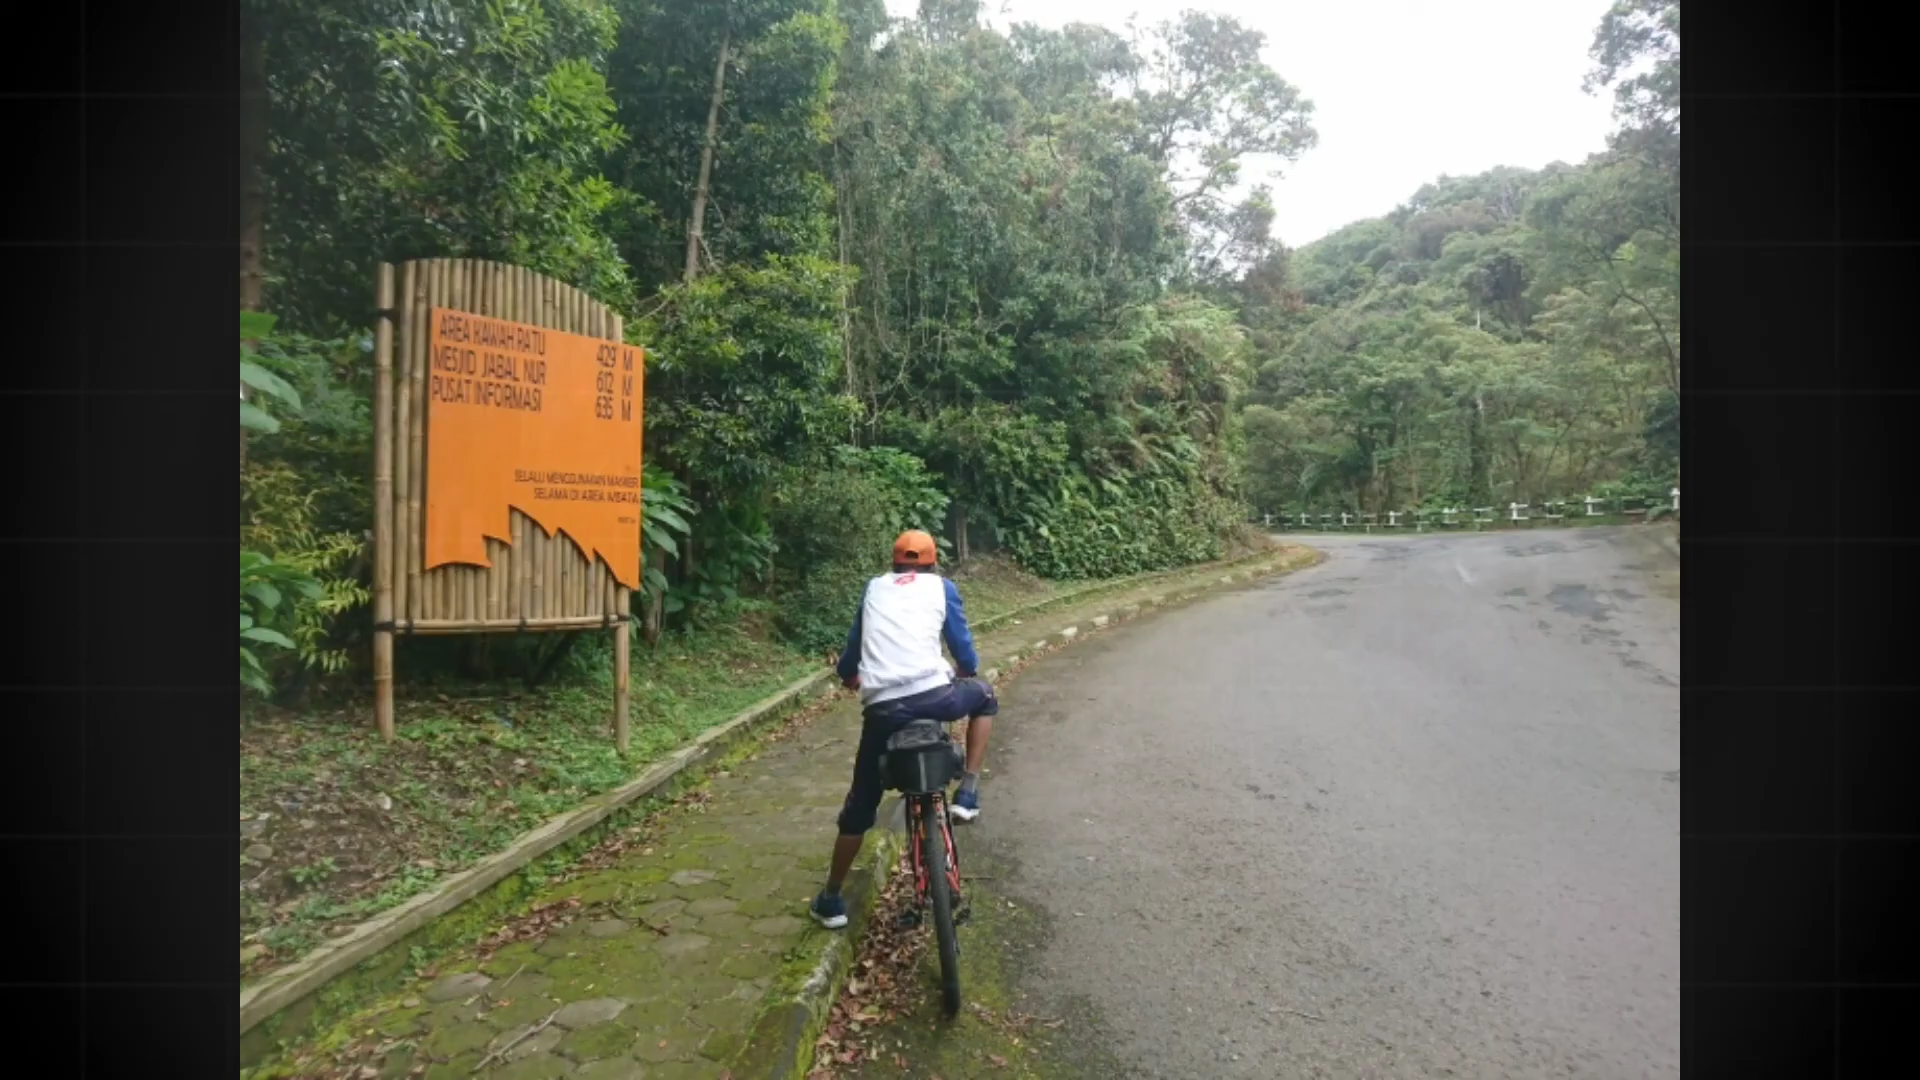 AREA KAWAH RATU 429 M
MESJID JABAL NUR 612 M
PUSAT INFORMASI 635 M
SELALU MENGGUNAKAN MASKER
SELAMA DI AREA WISATA